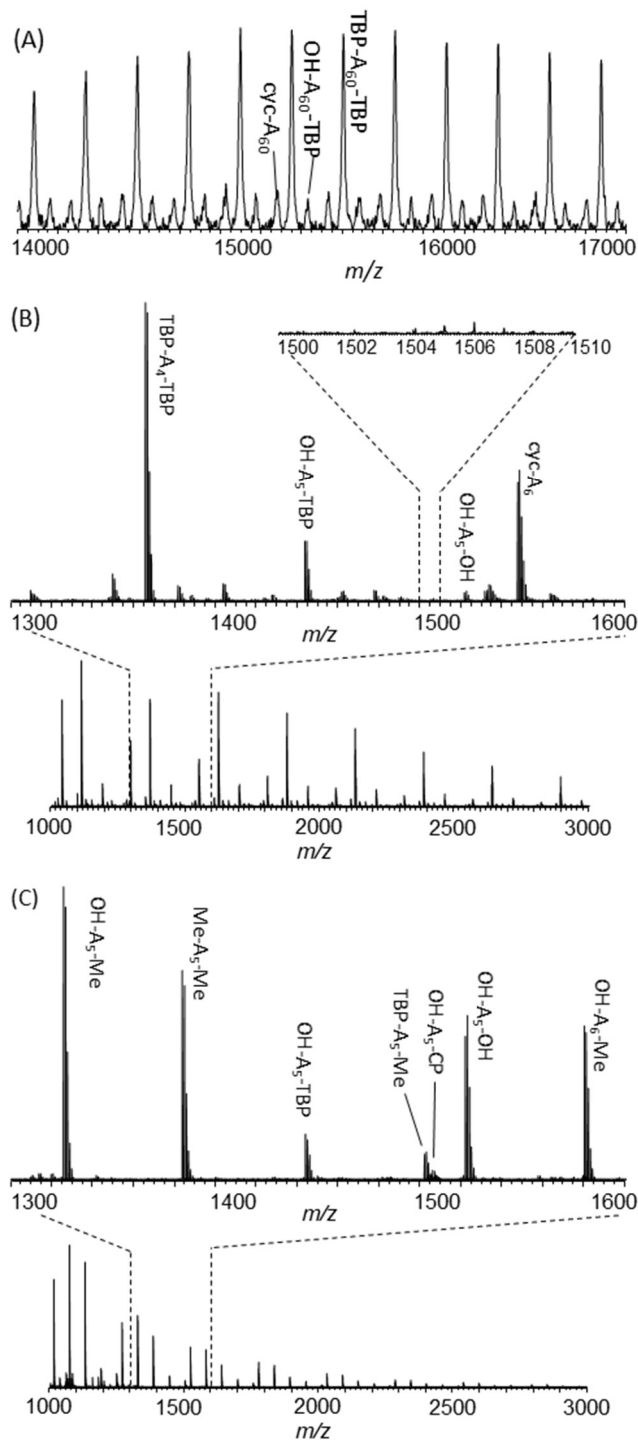 (A)
cyc-A60
OH-A60-TBP
TBP-A60-TBP
14000 15000 16000 17000
m/z
(B)
TBP-A4-TBP
OH-A5-TBP
OH-A5-OH
cyc-A6
1500 1502 1504 1506 1508 1510
1300 1400 1500 1600
m/z
1000 1500 2000 2500 3000
m/z
(C)
OH-A5-Me
Me-A5-Me
OH-A5-TBP
TBP-A5-Me
OH-A5-CP
OH-A5-OH
OH-A6-Me
1300 1400 1500 1600
m/z
1000 1500 2000 2500 3000
m/z